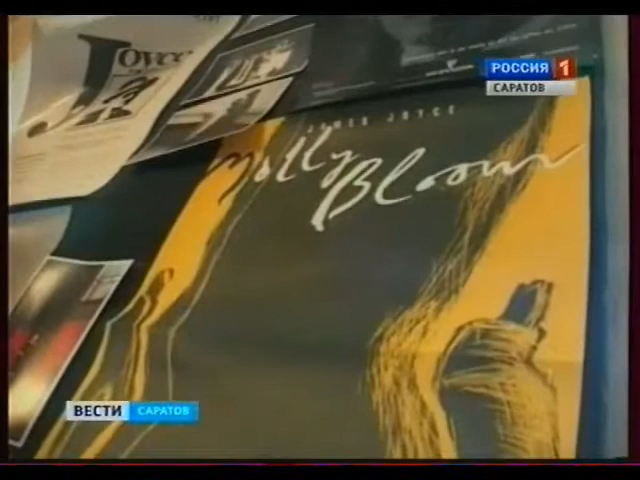 Joyce
РОССИЯ 1
САРАТОВ
JAMES JOYCE
Molly Bloom
ВЕСТИ САРАТОВ